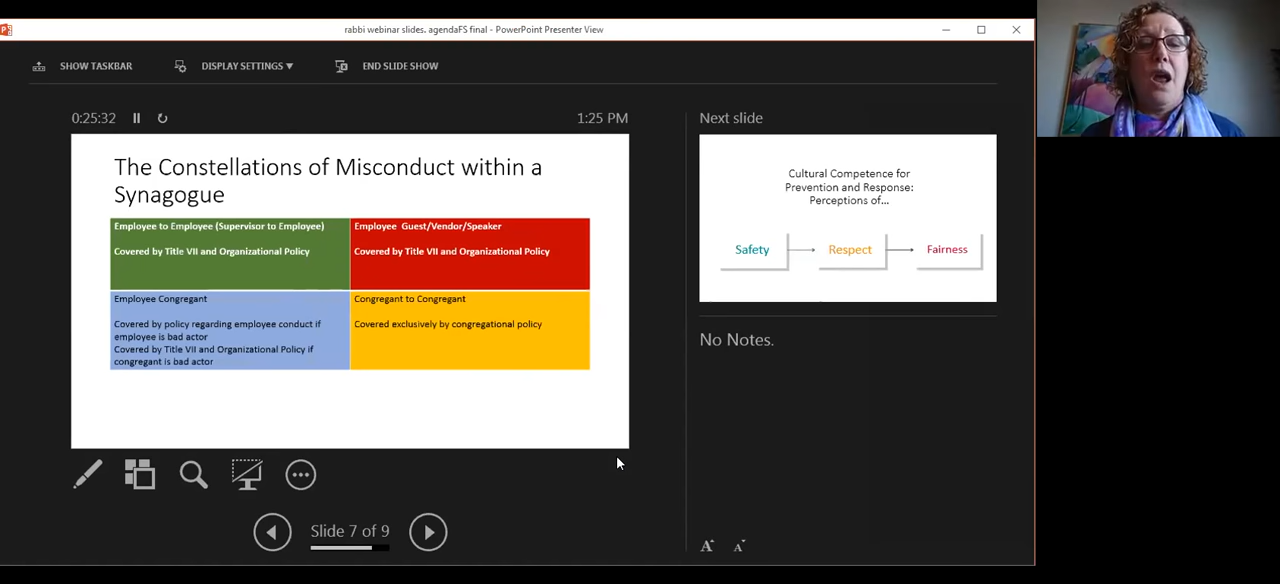 rabbi webinar slides. agendaFS final - PowerPoint Presenter View
SHOW TASKBAR
DISPLAY SETTINGS ▾
END SLIDE SHOW
0:25:32
1:25 PM
The Constellations of Misconduct within a
Synagogue
Employee to Employee (Supervisor to Employee)
Covered by Title VII and Organizational Policy
Employee Guest/Vendor/Speaker
Covered by Title VII and Organizational Policy
Employee Congregant
Covered by policy regarding employee conduct if
employee is bad actor
Covered by Title VII and Organizational Policy if
congregant is bad actor
Congregant to Congregant
Covered exclusively by congregational policy
Slide 7 of 9
Next slide
Cultural Competence for
Prevention and Response:
Perceptions of...
Safety
Respect
Fairness
No Notes.
A
A